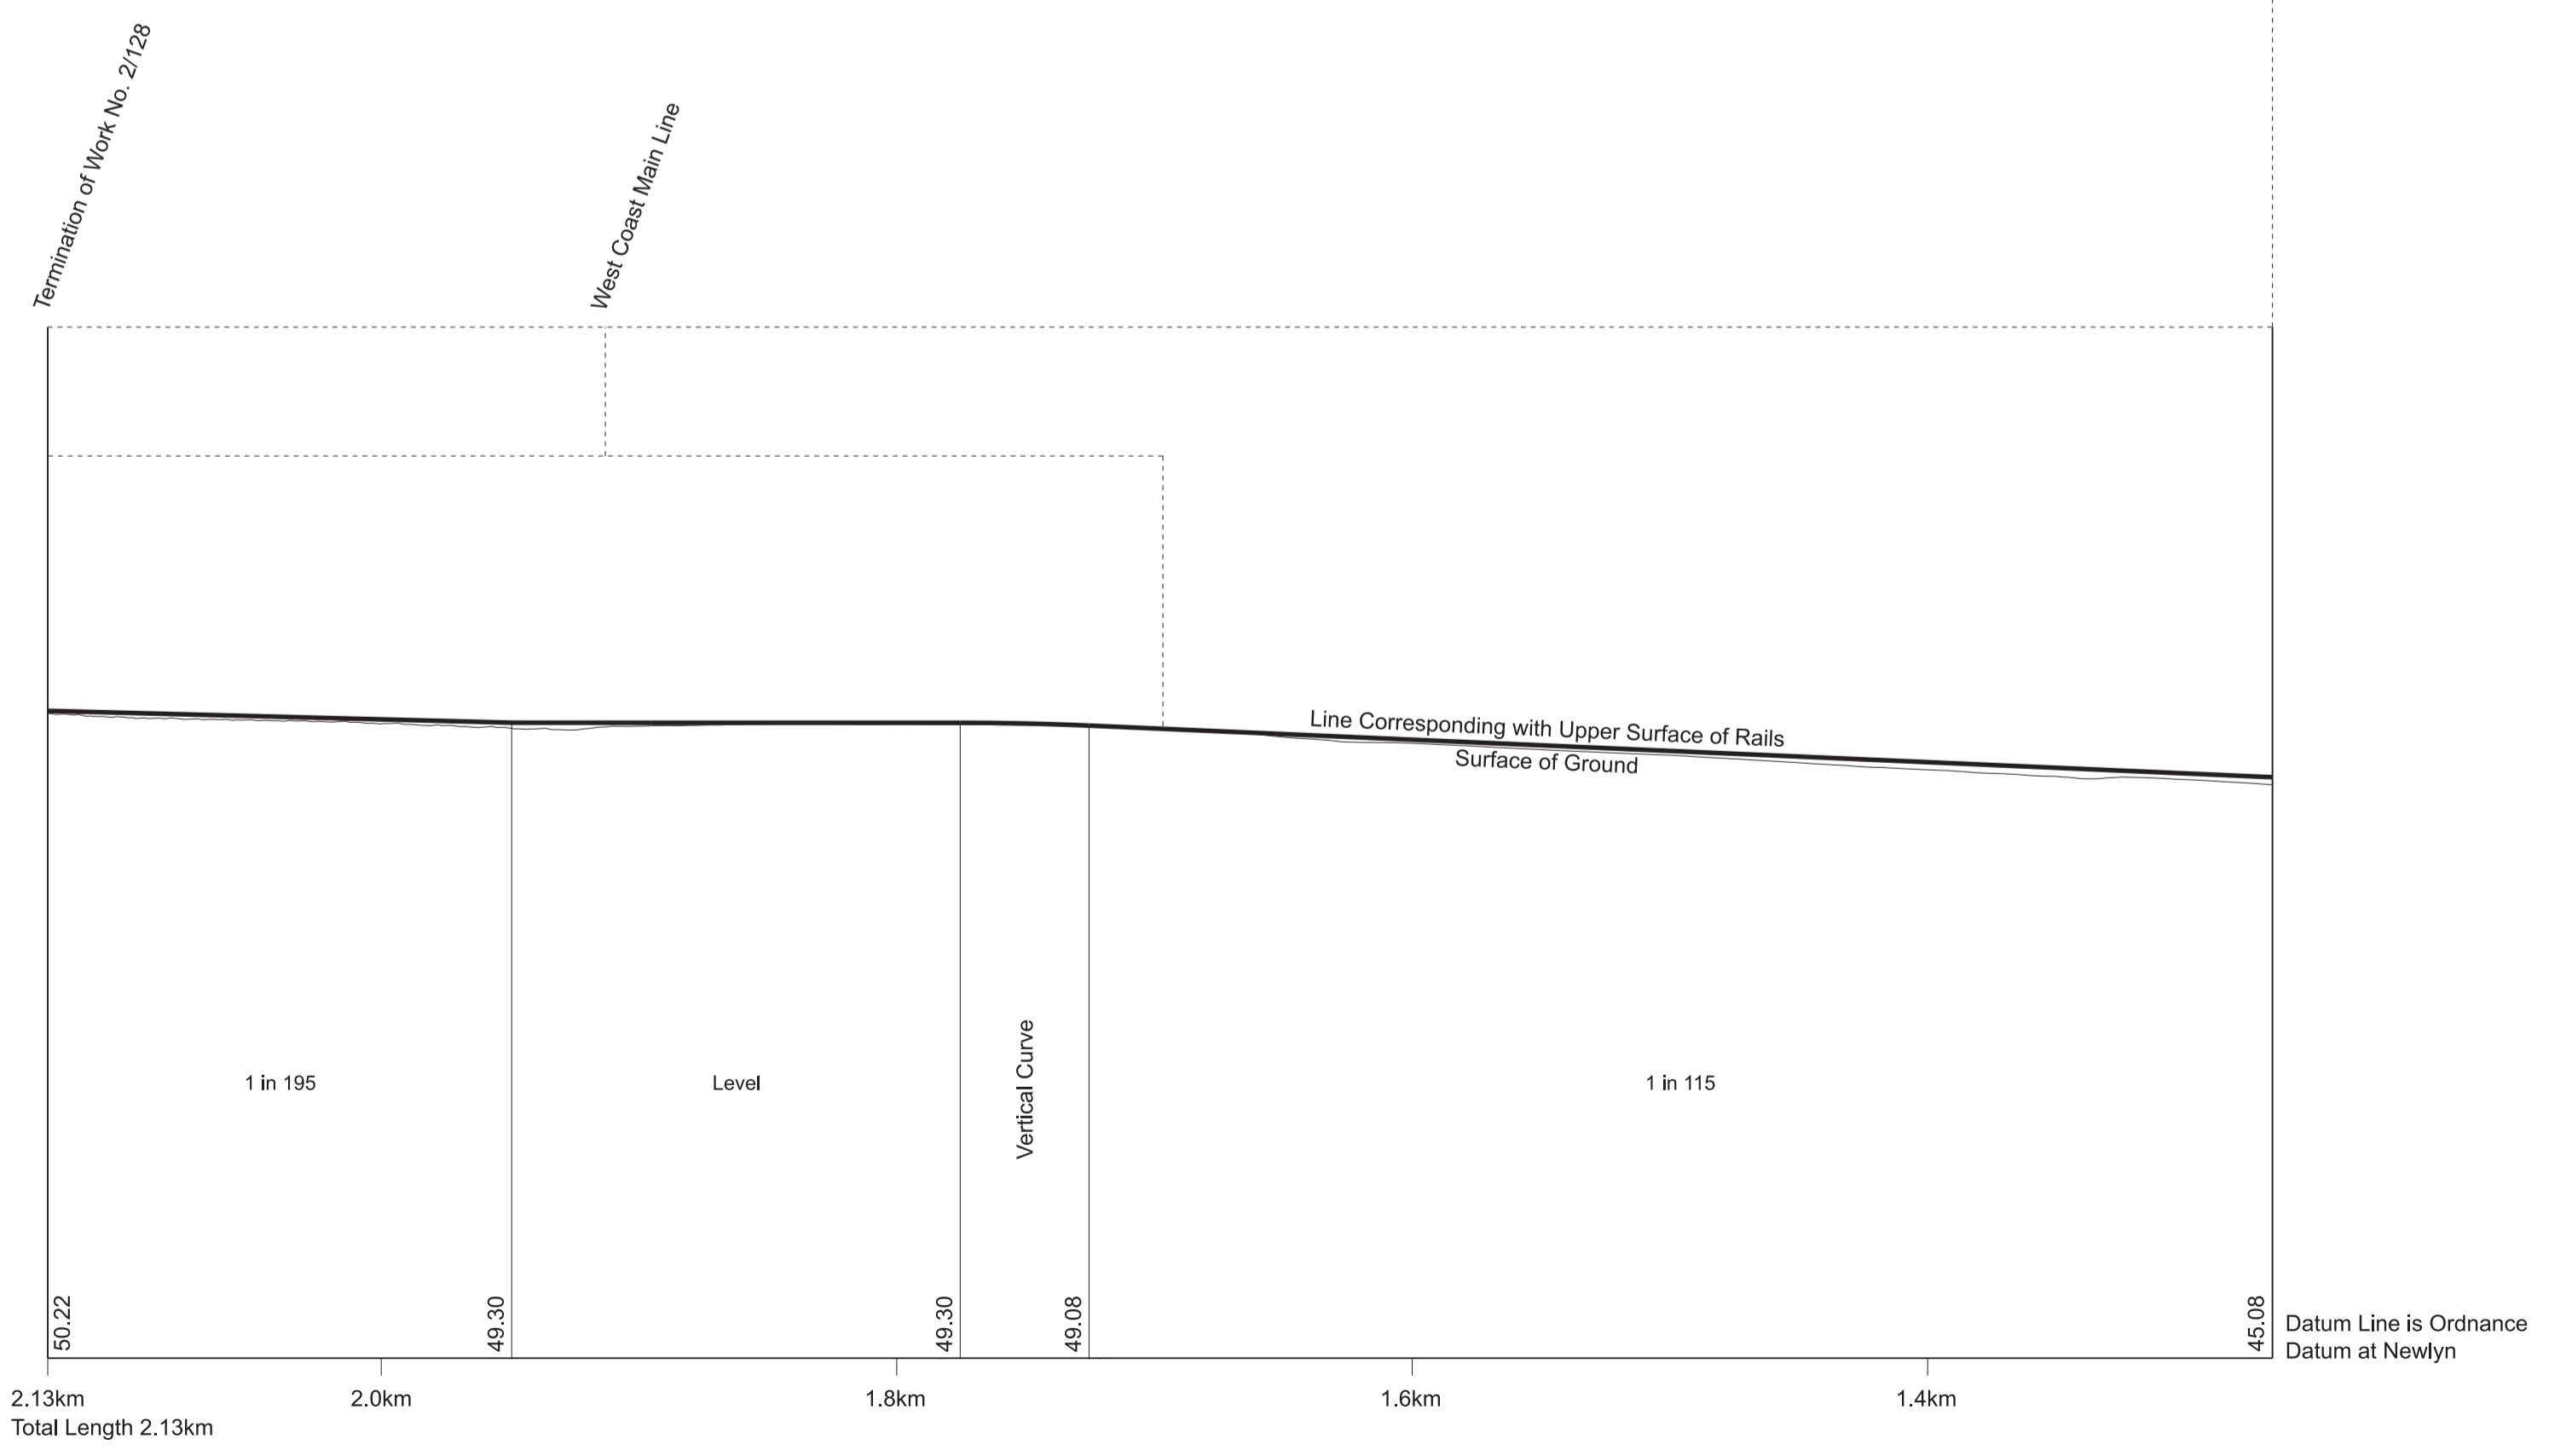 Termination of Work No. 2/128
West Coast Main Line
Line Corresponding with Upper Surface of Rails
Surface of Ground
1 in 195
Level
Vertical Curve
1 in 115
50.22
49.30
49.30
49.08
45.08
Datum Line is Ordnance
Datum at Newlyn
2.13km
2.0km
1.8km
1.6km
1.4km
Total Length 2.13km